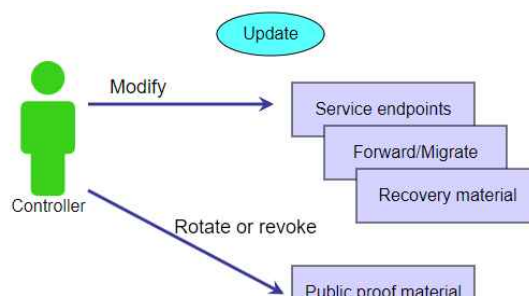 Update
Modify
Service endpoints
Forward/Migrate
Recovery material
Controller
Rotate or revoke
Public proof material